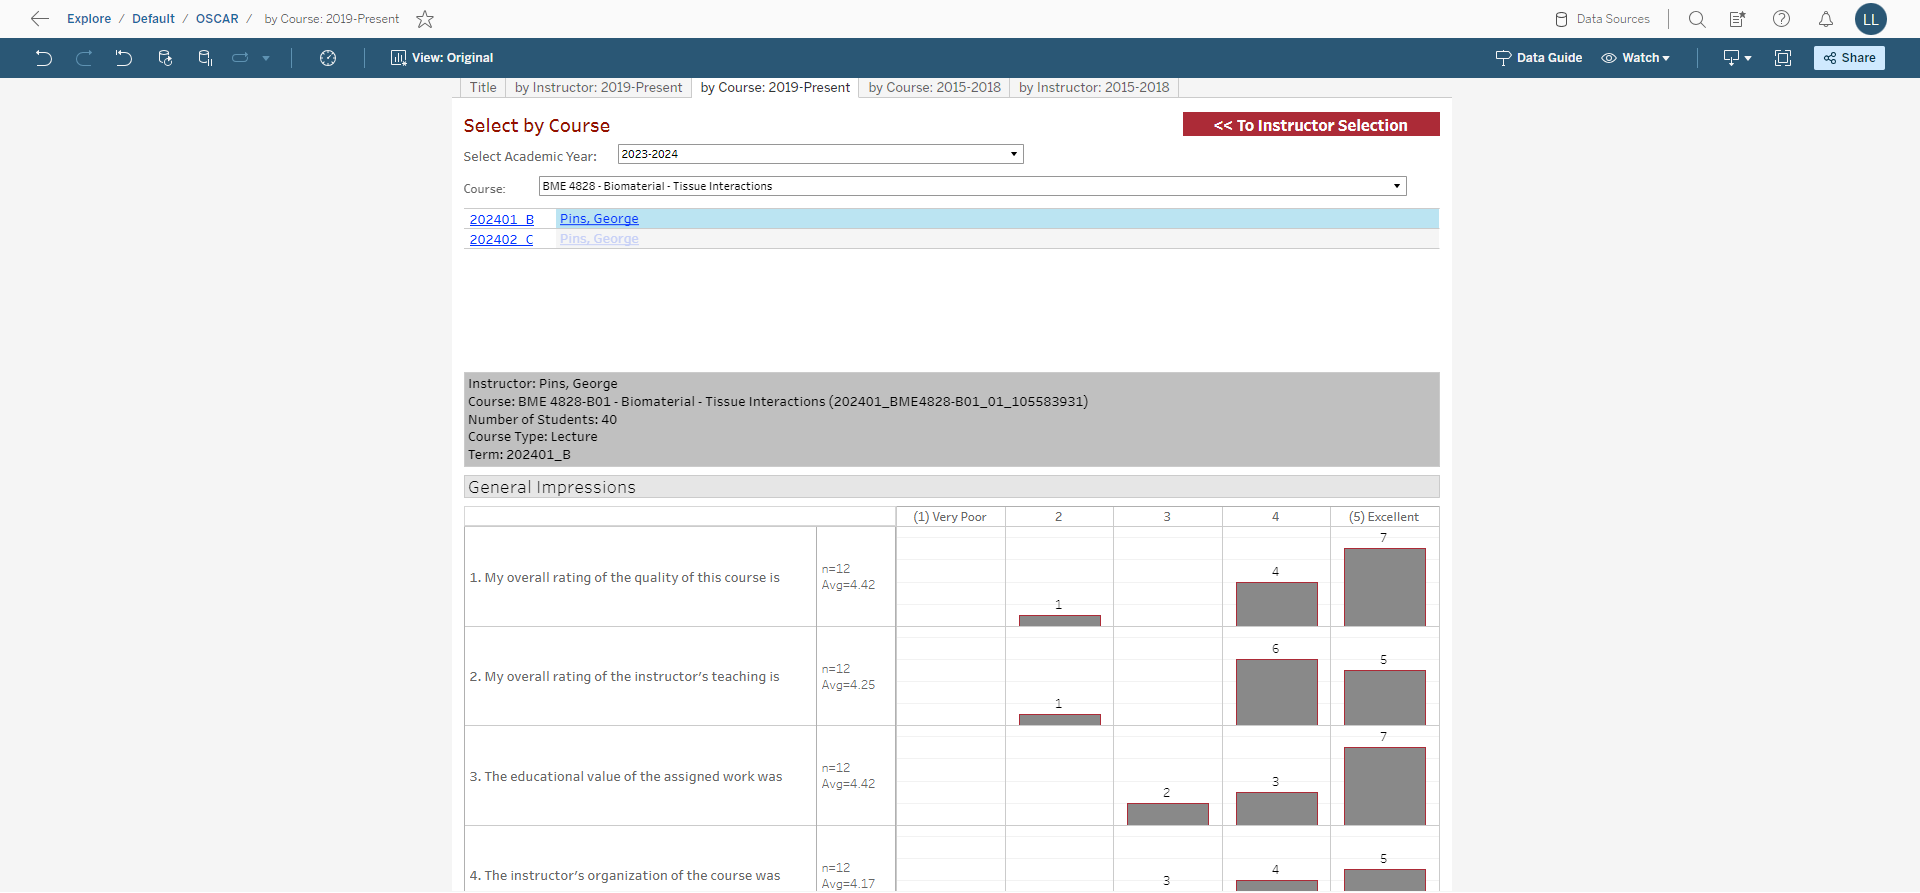 Explore / Default / OSCAR / by Course: 2019-Present
Data Sources
LL
View: Original
Data Guide
Watch
Share
Title
by Instructor: 2019-Present
by Course: 2019-Present
by Course: 2015-2018
by Instructor: 2015-2018
Select by Course
<< To Instructor Selection
Select Academic Year:
2023-2024
Course:
BME 4828 - Biomaterial - Tissue Interactions
202401_B Pins, George
202402_C Pins, George
Instructor: Pins, George
Course: BME 4828-B01 - Biomaterial - Tissue Interactions (202401_BME4828-B01_01_105583931)
Number of Students: 40
Course Type: Lecture
Term: 202401_B
General Impressions
(1) Very Poor 2 3 4 (5) Excellent
1. My overall rating of the quality of this course is
n=12
Avg=4.42
1 4 7
2. My overall rating of the instructor's teaching is
n=12
Avg=4.25
1 6 5
3. The educational value of the assigned work was
n=12
Avg=4.42
2 3 7
4. The instructor's organization of the course was
n=12
Avg=4.17
3 4 5